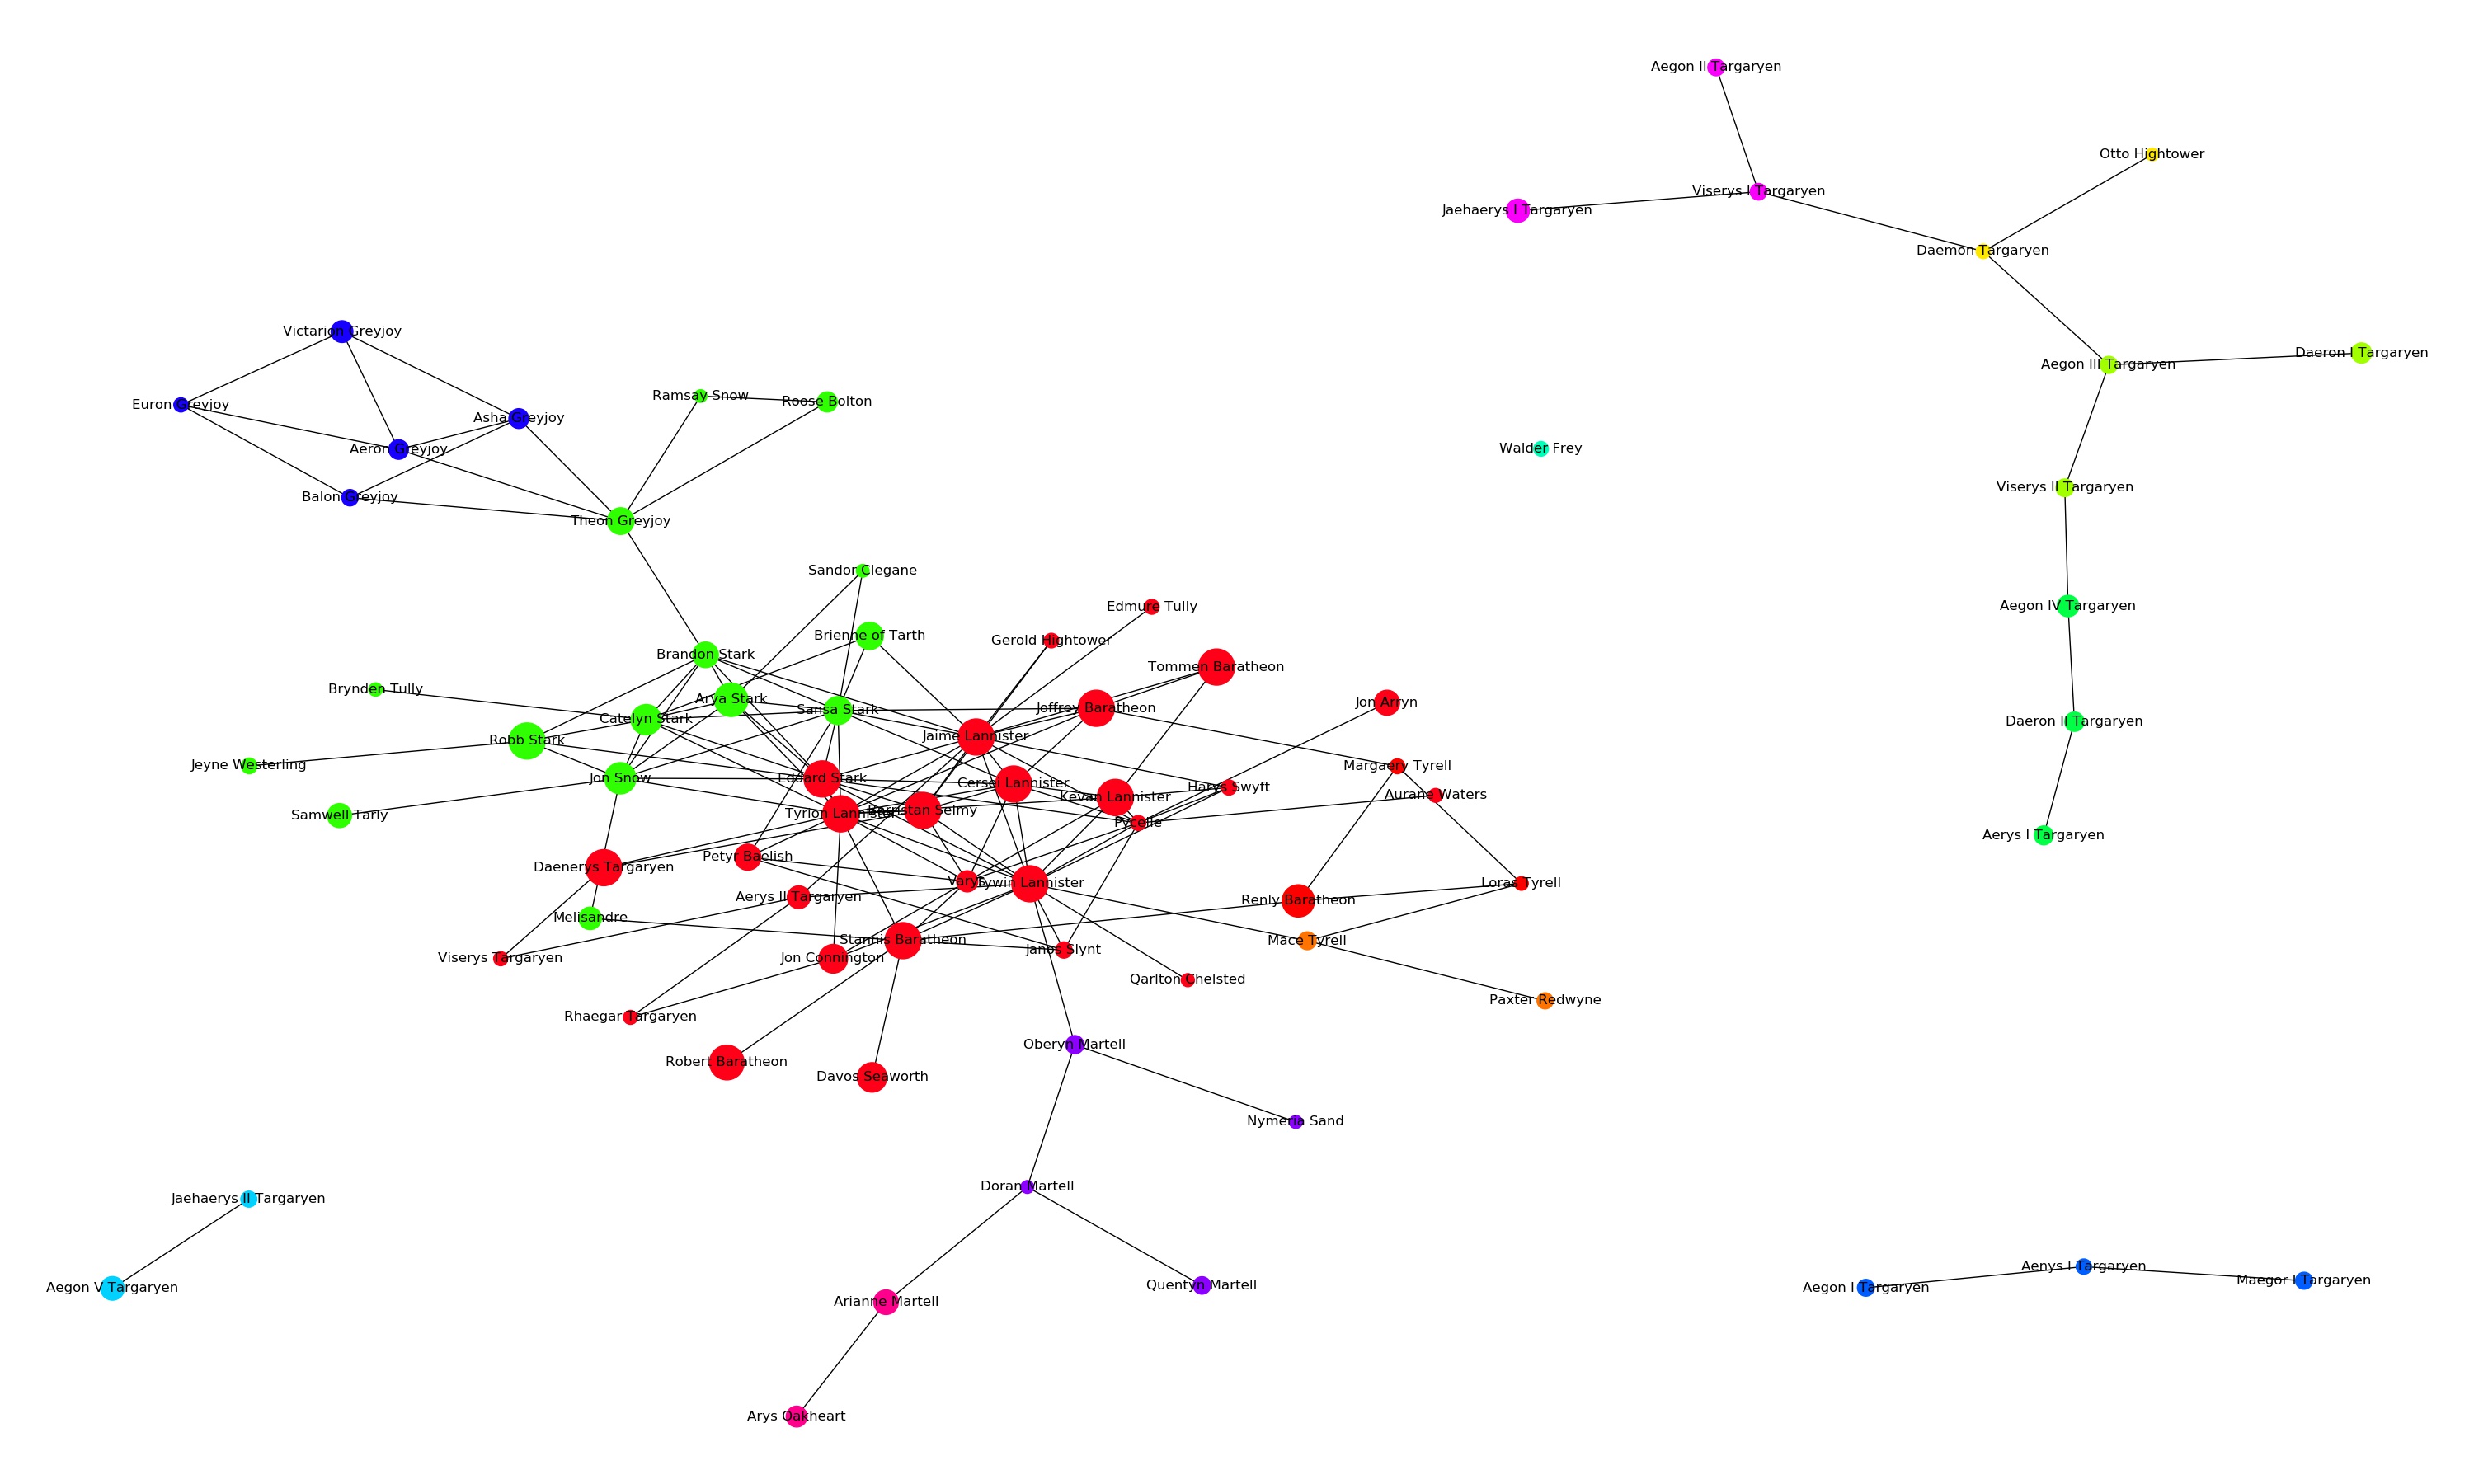 Aegon II Targaryen
Otto Hightower
Viserys I Targaryen
Jaehaerys I Targaryen
Daemon Targaryen
Victarion Greyjoy
Daeron I Targaryen
Aegon III Targaryen
Ramsay Snow
Roose Bolton
Euron Greyjoy
Asha Greyjoy
Aeron Greyjoy
Walder Frey
Viserys II Targaryen
Balon Greyjoy
Theon Greyjoy
Sandor Clegane
Edmure Tully
Aegon IV Targaryen
Brienne of Tarth
Gerold Hightower
Brandon Stark
Tommen Baratheon
Brynden Tully
Arya Stark
Jon Arryn
Joffrey Baratheon
Sansa Stark
Catelyn Stark
Daeron II Targaryen
Jaime Lannister
Robb Stark
Jeyne Westerling
Margaery Tyrell
Jon Snow
Eddard Stark
Cersei Lannister
Harys Swyft
Aurane Waters
Kevan Lannister
Barristan Selmy
Tyrion Lannister
Samwell Tarly
Pycelle
Aerys I Targaryen
Petyr Baelish
Daenerys Targaryen
Varys
Tywin Lannister
Loras Tyrell
Aerys II Targaryen
Renly Baratheon
Melisandre
Stannis Baratheon
Mace Tyrell
Janos Slynt
Viserys Targaryen
Jon Connington
Qarlton Chelsted
Paxter Redwyne
Rhaegar Targaryen
Oberyn Martell
Robert Baratheon
Davos Seaworth
Nymeria Sand
Doran Martell
Jaehaerys II Targaryen
Aenys I Targaryen
Maegor I Targaryen
Quentyn Martell
Aegon V Targaryen
Aegon I Targaryen
Arianne Martell
Arys Oakheart